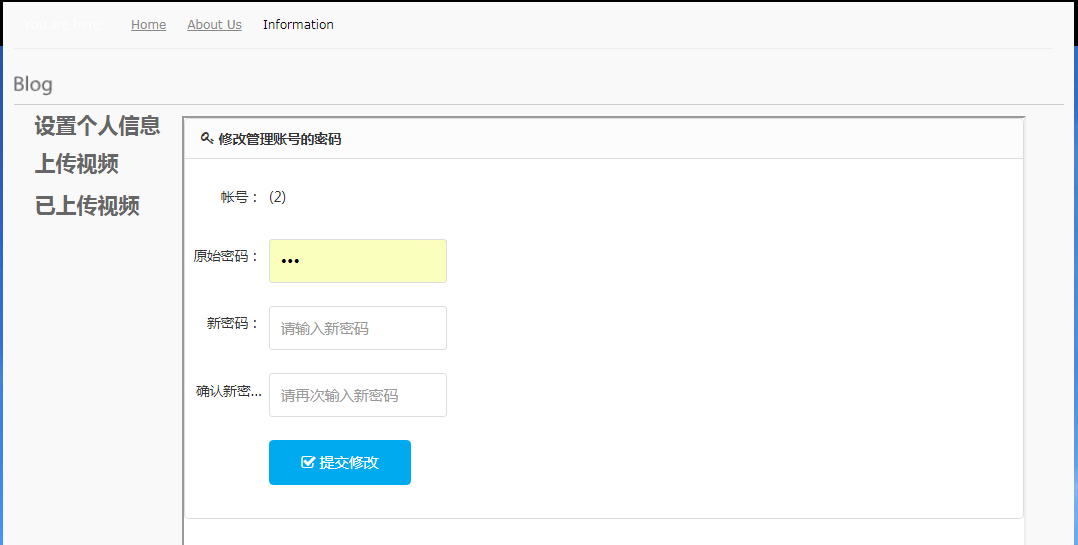 Home About Us Information
Blog
设置个人信息
上传视频
已上传视频
修改管理账号的密码
帐号： (2)
原始密码： •••
新密码： 请输入新密码
确认新密... 请再次输入新密码
提交修改